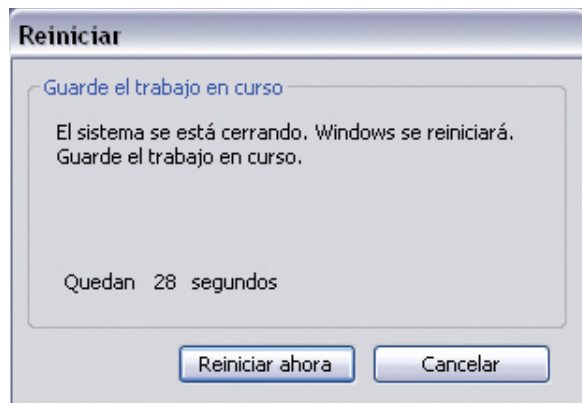 Reiniciar
Guarde el trabajo en curso
El sistema se está cerrando. Windows se reiniciará.
Guarde el trabajo en curso.
Quedan 28 segundos
Reiniciar ahora Cancelar